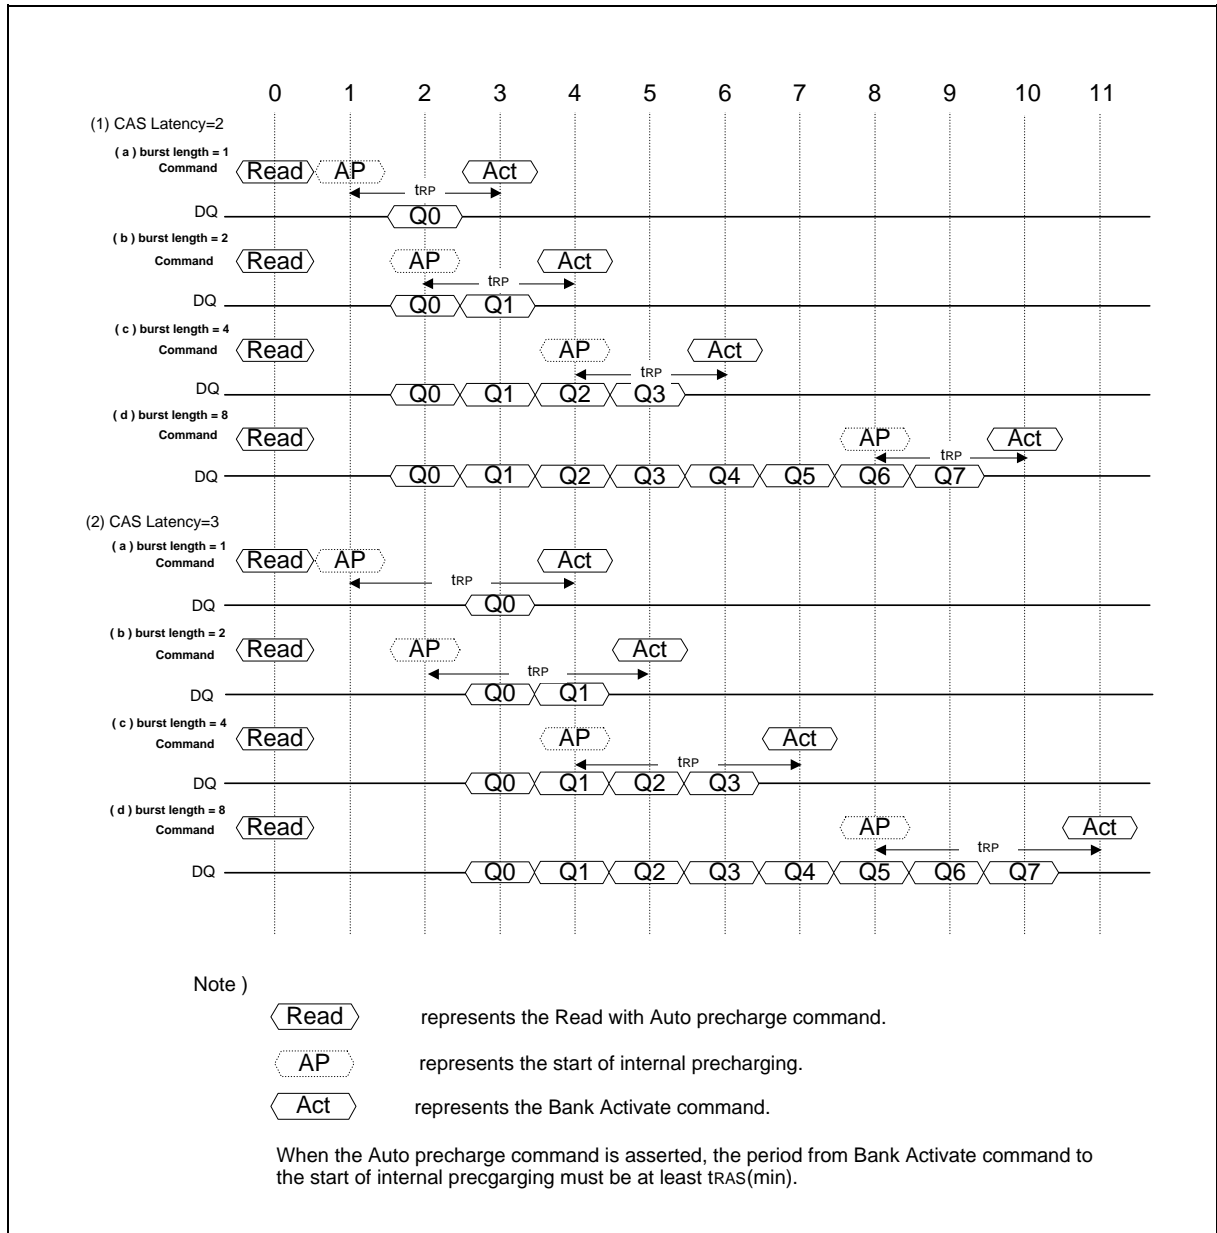 0 1 2 3 4 5 6 7 8 9 10 11
(1) CAS Latency=2
( a ) burst length = 1
Command Read AP Act
tRP
DQ Q0
( b ) burst length = 2
Command Read AP Act
tRP
DQ Q0 Q1
( c ) burst length = 4
Command Read AP Act
tRP
DQ Q0 Q1 Q2 Q3
( d ) burst length = 8
Command Read AP Act
tRP
DQ Q0 Q1 Q2 Q3 Q4 Q5 Q6 Q7
(2) CAS Latency=3
( a ) burst length = 1
Command Read AP Act
tRP
DQ Q0
( b ) burst length = 2
Command Read AP Act
tRP
DQ Q0 Q1
( c ) burst length = 4
Command Read AP Act
tRP
DQ Q0 Q1 Q2 Q3
( d ) burst length = 8
Command Read AP Act
tRP
DQ Q0 Q1 Q2 Q3 Q4 Q5 Q6 Q7
Note )
Read represents the Read with Auto precharge command.
AP represents the start of internal precharging.
Act represents the Bank Activate command.
When the Auto precharge command is asserted, the period from Bank Activate command to
the start of internal precgarging must be at least tRAS(min).